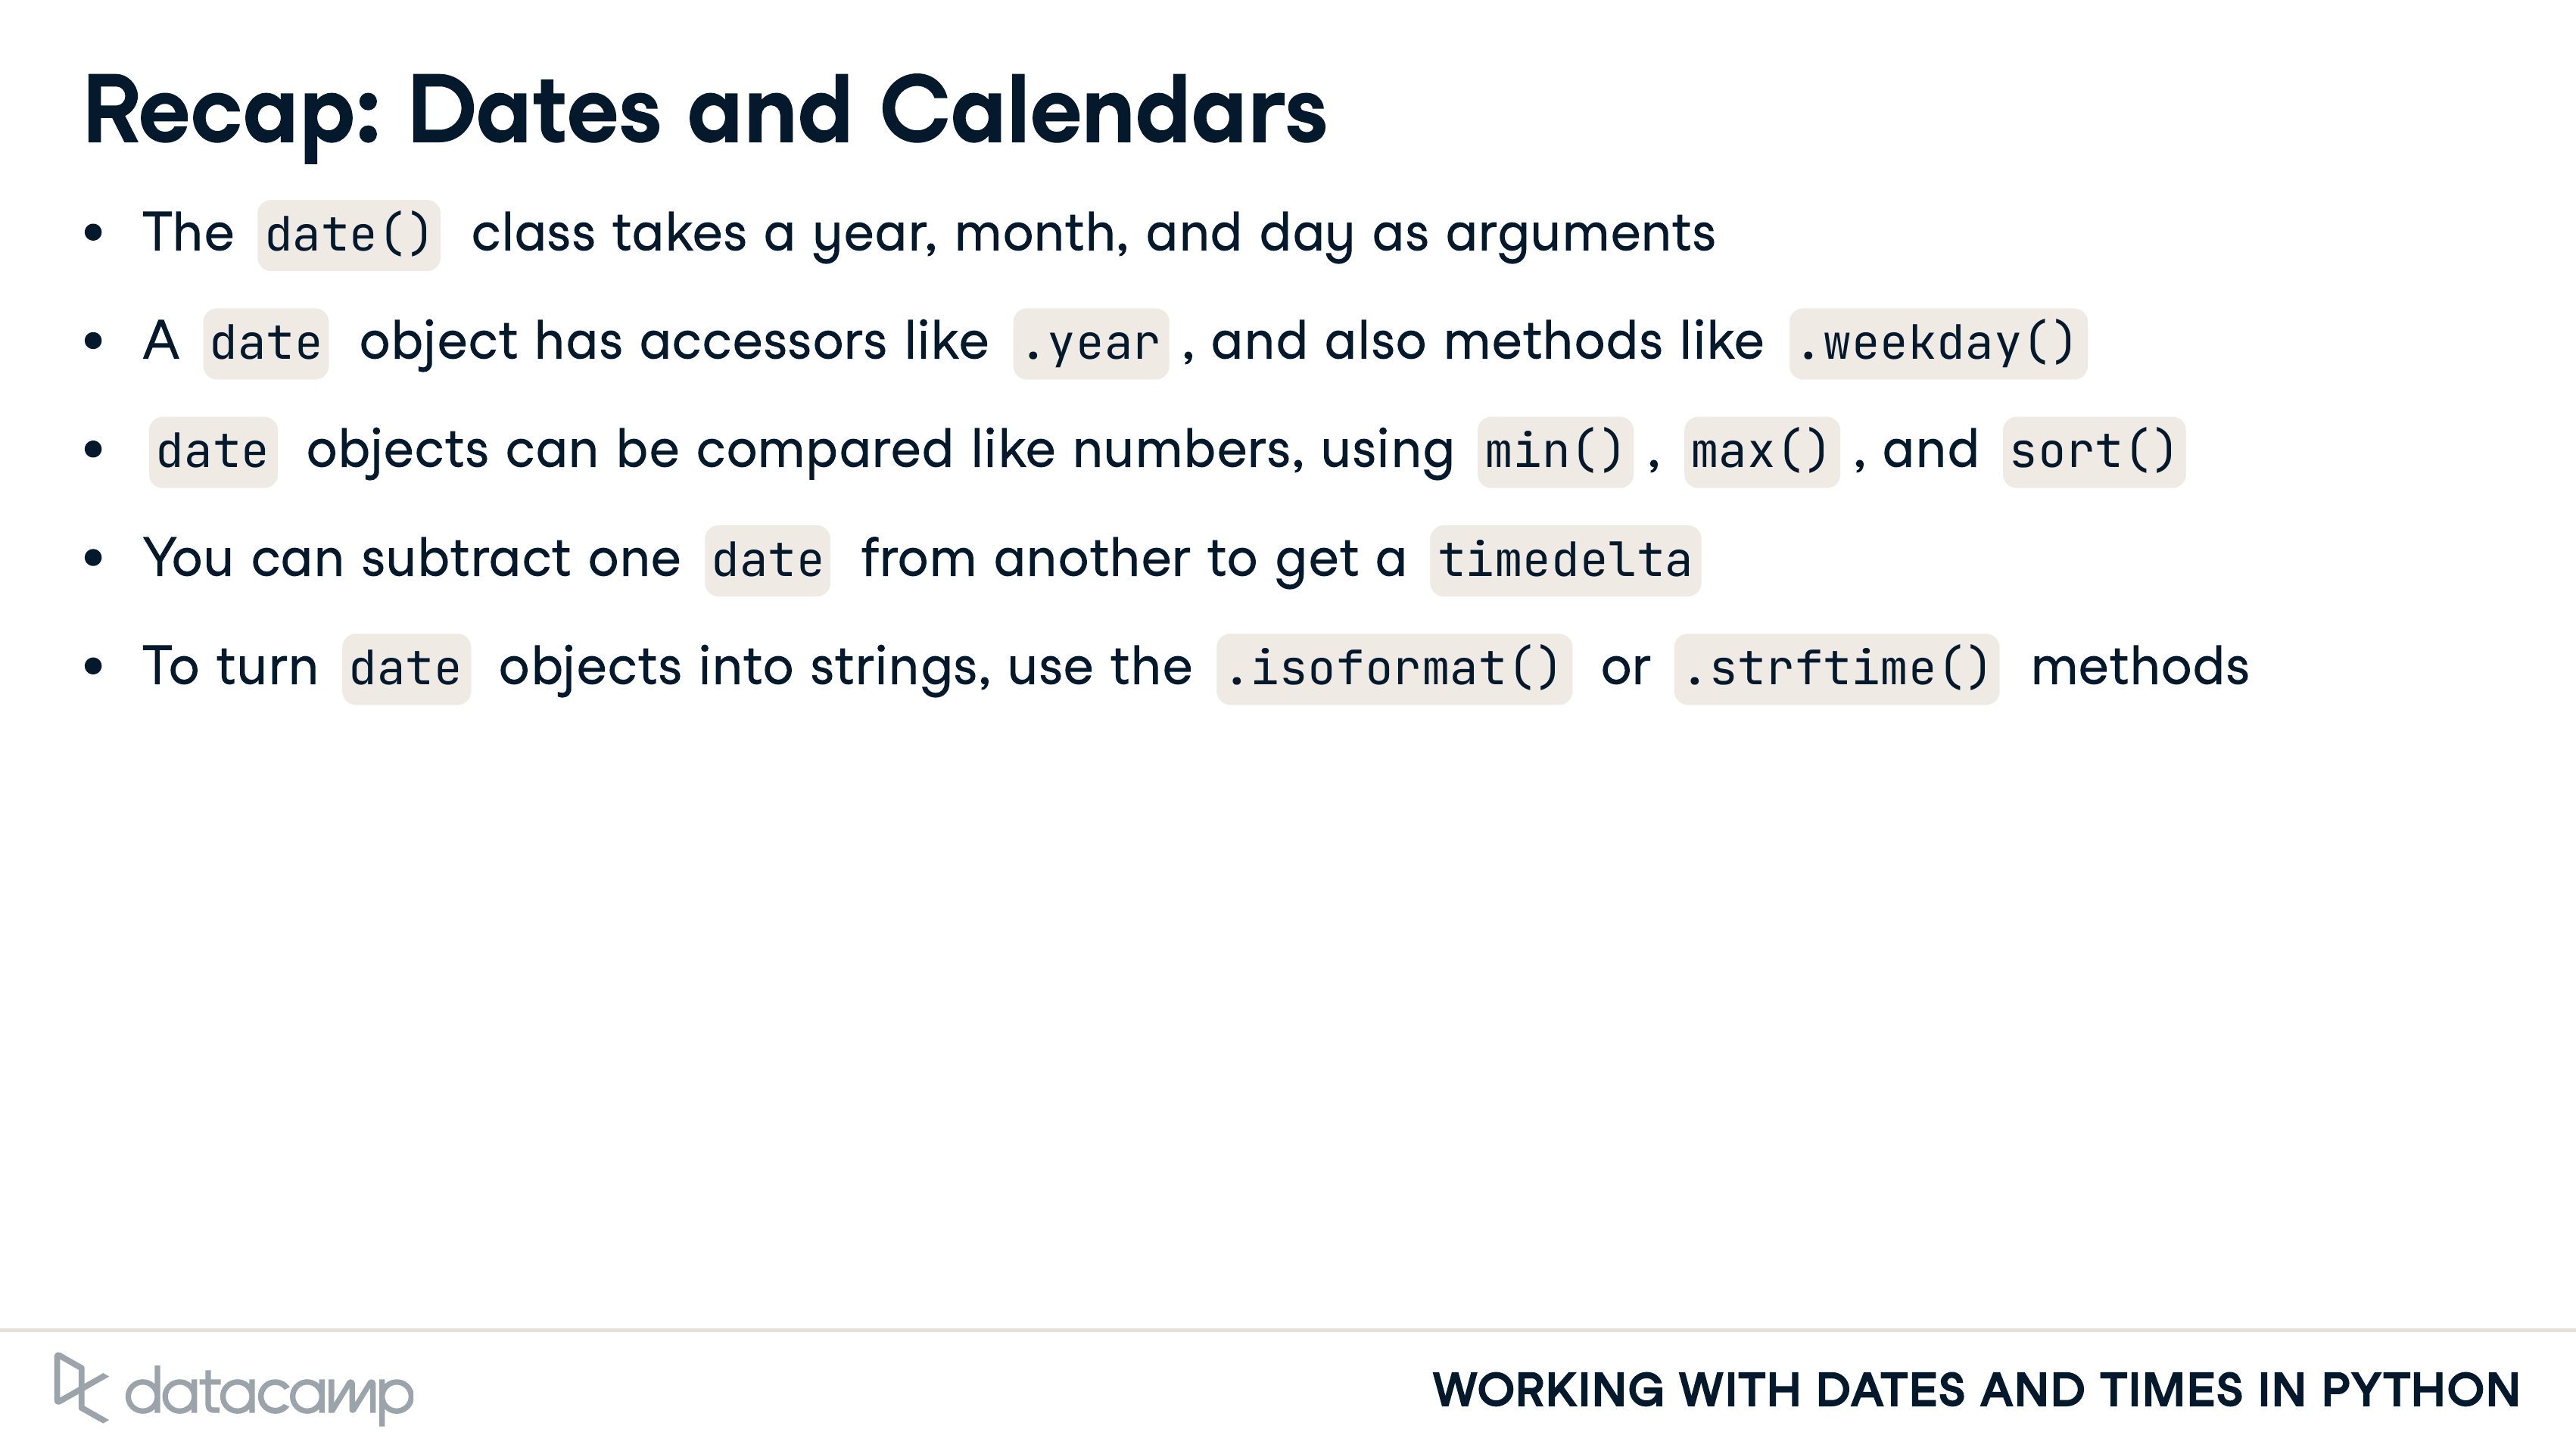 Recap: Dates and Calendars
• The date() class takes a year, month, and day as arguments
• A date object has accessors like .year , and also methods like .weekday()
• date objects can be compared like numbers, using min() , max() , and sort()
• You can subtract one date from another to get a timedelta
• To turn date objects into strings, use the .isoformat() or .strftime() methods
datacamp
WORKING WITH DATES AND TIMES IN PYTHON